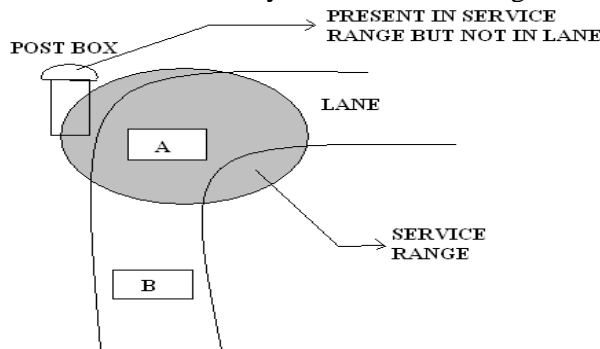 PRESENT IN SERVICE
RANGE BUT NOT IN LANE
POST BOX
LANE
A
SERVICE
RANGE
B